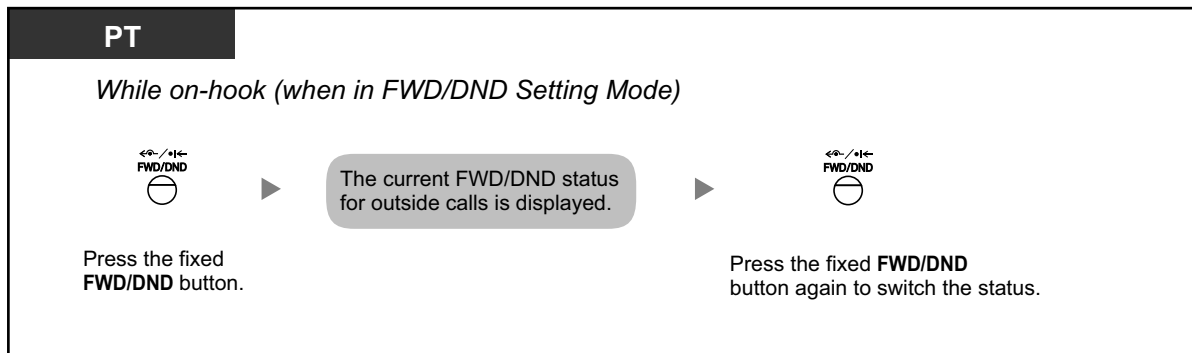 PT
While on-hook (when in FWD/DND Setting Mode)
FWD/DND
The current FWD/DND status
for outside calls is displayed.
FWD/DND
Press the fixed
FWD/DND button.
Press the fixed FWD/DND
button again to switch the status.